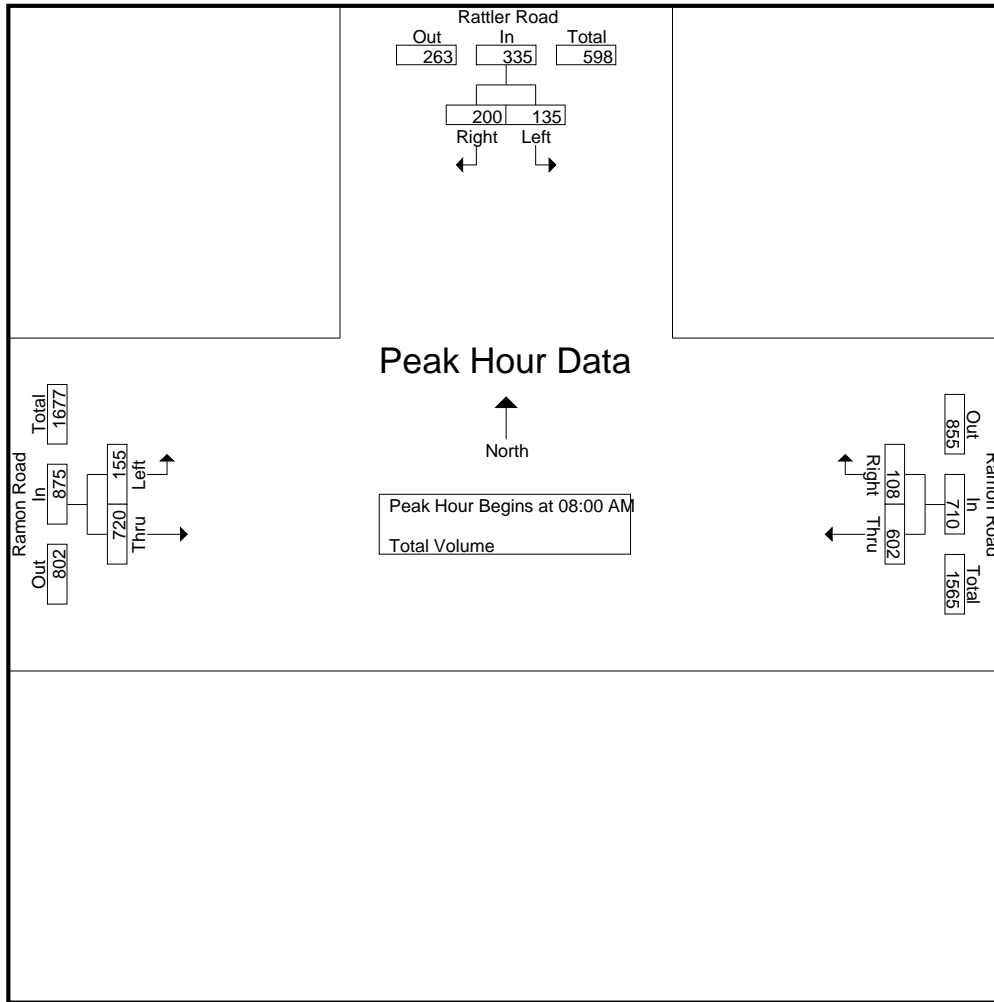 Rattler Road
Out In Total
263 335 598
200 135
Right Left
Peak Hour Data
North
Peak Hour Begins at 08:00 AM
Total Volume
Ramon Road
Out In Total
802 875 1677
155 720
Left Thru
Ramon Road
Out In Total
855 710 1565
108 602
Right Thru